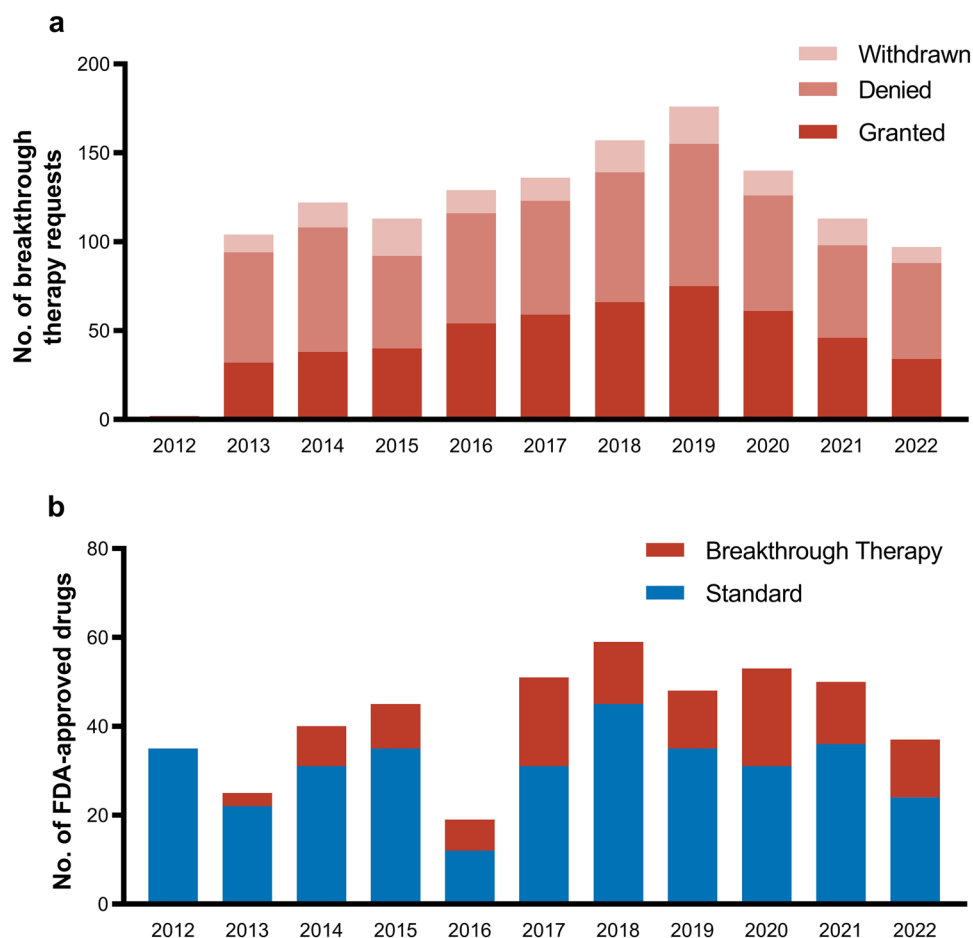 a
Withdrawn
Denied
Granted
No. of breakthrough
therapy requests
200
150
100
50
0
2012 2013 2014 2015 2016 2017 2018 2019 2020 2021 2022
b
Breakthrough Therapy
Standard
No. of FDA-approved drugs
80
60
40
20
0
2012 2013 2014 2015 2016 2017 2018 2019 2020 2021 2022